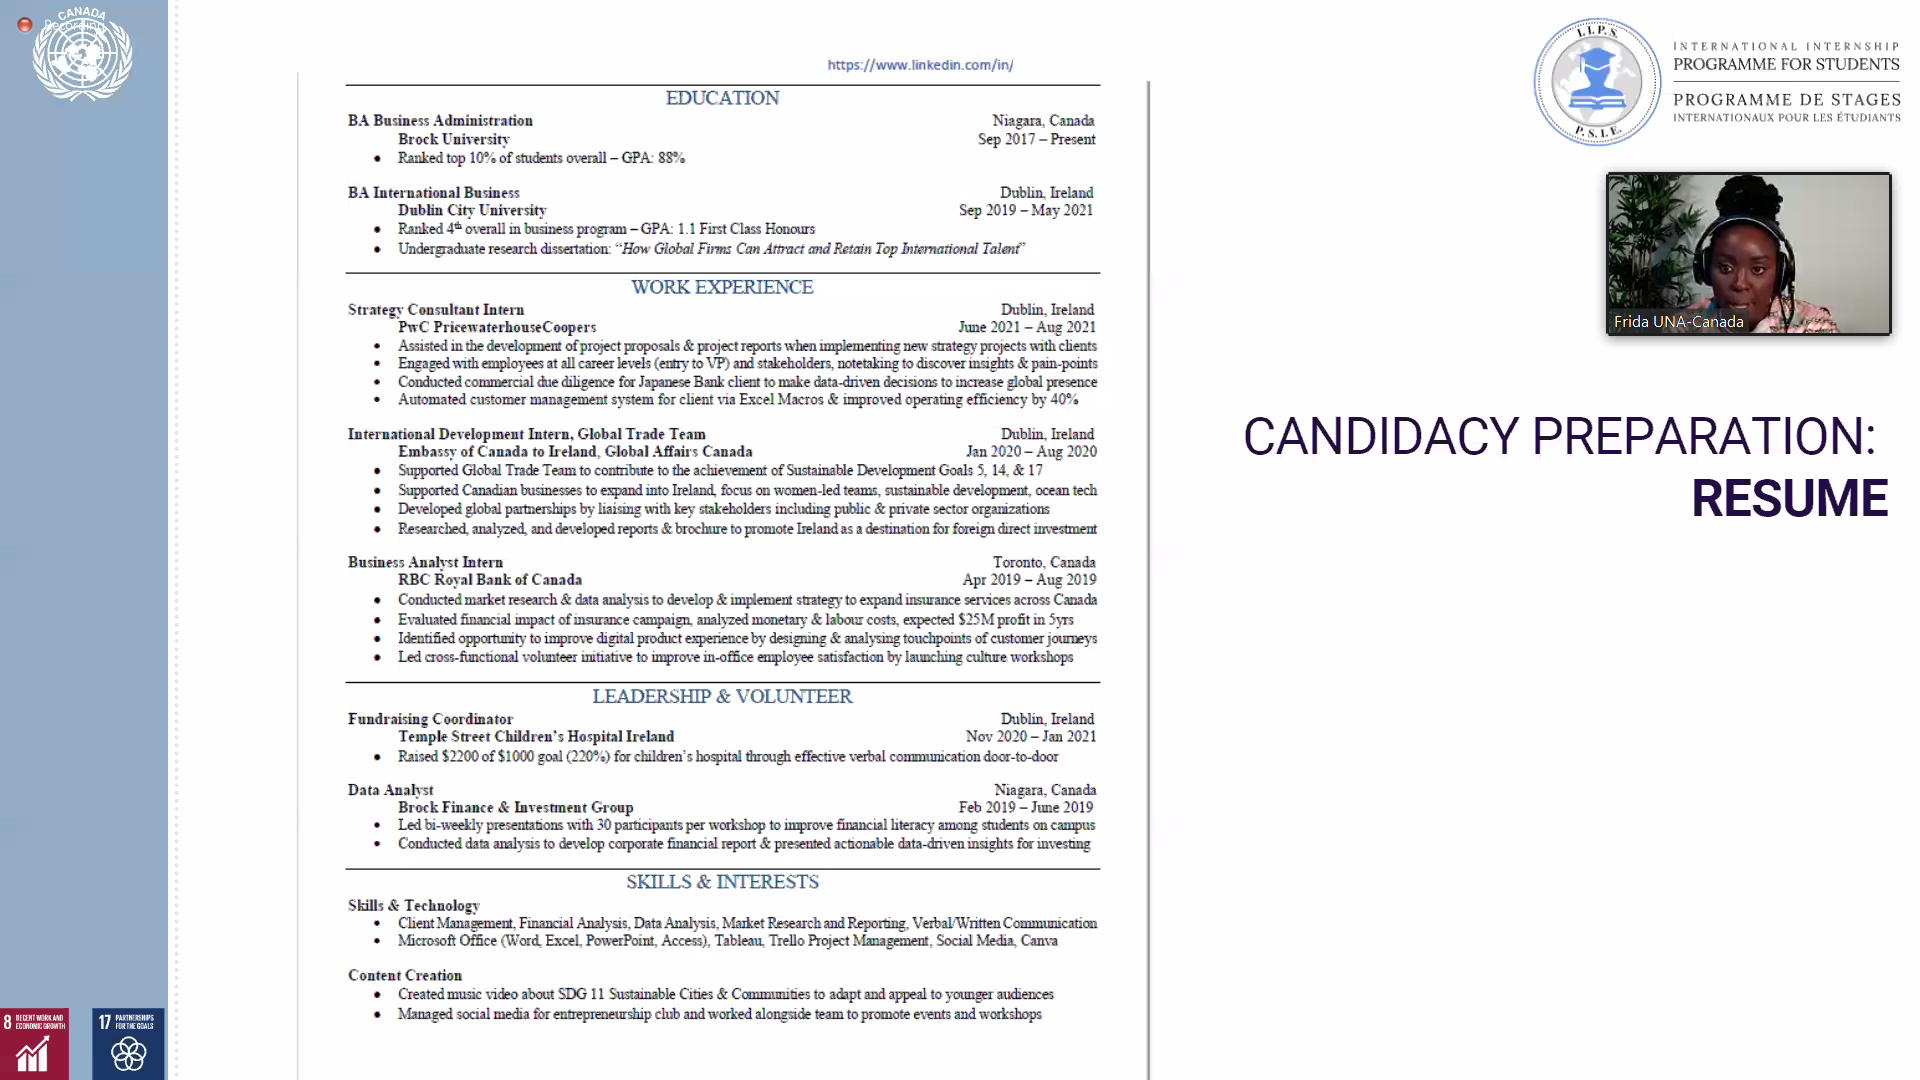 CANADA
Recording
https://www.linkedin.com/in/
EDUCATION
BA Business Administration Niagara, Canada
Brock University Sep 2017 – Present
• Ranked top 10% of students overall – GPA: 88%
BA International Business Dublin, Ireland
Dublin City University Sep 2019 – May 2021
• Ranked 4th overall in business program – GPA: 1.1 First Class Honours
• Undergraduate research dissertation: “How Global Firms Can Attract and Retain Top International Talent”
WORK EXPERIENCE
Strategy Consultant Intern Dublin, Ireland
PwC PricewaterhouseCoopers June 2021 – Aug 2021
• Assisted in the development of project proposals & project reports when implementing new strategy projects with clients
• Engaged with employees at all career levels (entry to VP) and stakeholders, notetaking to discover insights & pain-points
• Conducted commercial due diligence for Japanese Bank client to make data-driven decisions to increase global presence
• Automated customer management system for client via Excel Macros & improved operating efficiency by 40%
International Development Intern, Global Trade Team Dublin, Ireland
Embassy of Canada to Ireland, Global Affairs Canada Jan 2020 – Aug 2020
• Supported Global Trade Team to contribute to the achievement of Sustainable Development Goals 5, 14, & 17
• Supported Canadian businesses to expand into Ireland, focus on women-led teams, sustainable development, ocean tech
• Developed global partnerships by liaising with key stakeholders including public & private sector organizations
• Researched, analyzed, and developed reports & brochure to promote Ireland as a destination for foreign direct investment
Business Analyst Intern Toronto, Canada
RBC Royal Bank of Canada Apr 2019 – Aug 2019
• Conducted market research & data analysis to develop & implement strategy to expand insurance services across Canada
• Evaluated financial impact of insurance campaign, analyzed monetary & labour costs, expected $25M profit in 5yrs
• Identified opportunity to improve digital product experience by designing & analysing touchpoints of customer journeys
• Led cross-functional volunteer initiative to improve in-office employee satisfaction by launching culture workshops
LEADERSHIP & VOLUNTEER
Fundraising Coordinator Dublin, Ireland
Temple Street Children’s Hospital Ireland Nov 2020 – Jan 2021
• Raised $2200 of $1000 goal (220%) for children’s hospital through effective verbal communication door-to-door
Data Analyst Niagara, Canada
Brock Finance & Investment Group Feb 2019 – June 2019
• Led bi-weekly presentations with 30 participants per workshop to improve financial literacy among students on campus
• Conducted data analysis to develop corporate financial report & presented actionable data-driven insights for investing
SKILLS & INTERESTS
Skills & Technology
• Client Management, Financial Analysis, Data Analysis, Market Research and Reporting, Verbal/Written Communication
• Microsoft Office (Word, Excel, PowerPoint, Access), Tableau, Trello Project Management, Social Media, Canva
Content Creation
• Created music video about SDG 11 Sustainable Cities & Communities to adapt and appeal to younger audiences
• Managed social media for entrepreneurship club and worked alongside team to promote events and workshops
I.I.P.S.
P.S.I.E.
INTERNATIONAL INTERNSHIP
PROGRAMME FOR STUDENTS
PROGRAMME DE STAGES
INTERNATIONAUX POUR LES ÉTUDIANTS
Frida UNA-Canada
CANDIDACY PREPARATION:
RESUME
8 DECENT WORK AND
ECONOMIC GROWTH
17 PARTNERSHIPS
FOR THE GOALS